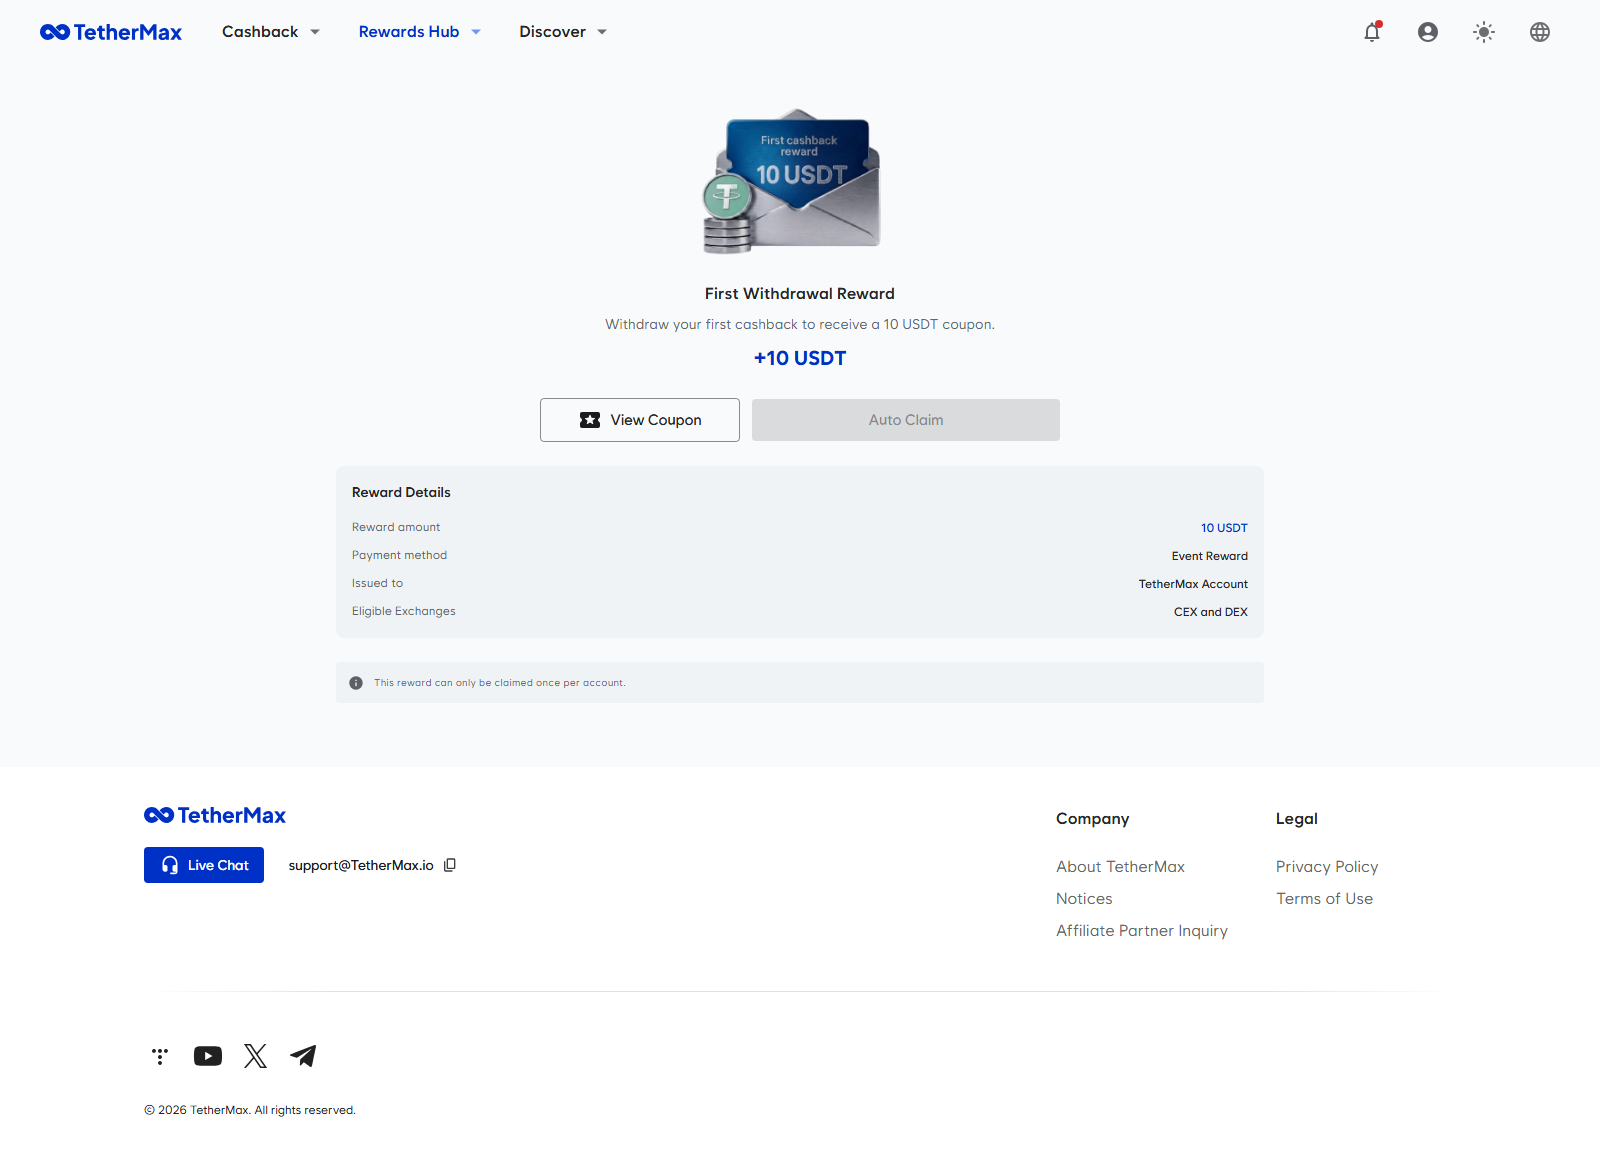 TetherMax
Cashback
Rewards Hub
Discover
First cashback
reward
10 USDT
First Withdrawal Reward
Withdraw your first cashback to receive a 10 USDT coupon.
+10 USDT
View Coupon
Auto Claim
Reward Details
Reward amount
10 USDT
Payment method
Event Reward
Issued to
TetherMax Account
Eligible Exchanges
CEX and DEX
This reward can only be claimed once per account.
TetherMax
Live Chat
support@TetherMax.io
Company
About TetherMax
Notices
Affiliate Partner Inquiry
Legal
Privacy Policy
Terms of Use
© 2026 TetherMax. All rights reserved.